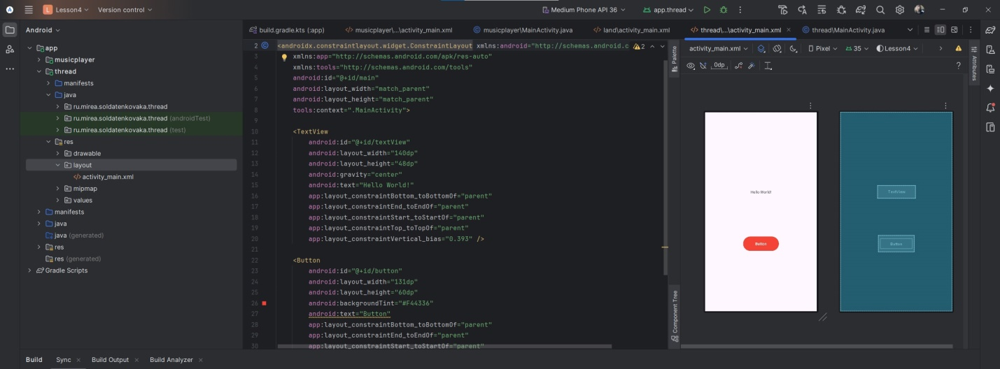 Lesson4
Version control
Medium Phone API 36
app.thread
Android
build.gradle.kts (:app)
musicplayer\...\activity_main.xml
musicplayer\MainActivity.java
land\activity_main.xml
thread\...\activity_main.xml
thread\MainActivity.java
app
musicplayer
thread
manifests
java
ru.mirea.soldatenkovaka.thread
ru.mirea.soldatenkovaka.thread (androidTest)
ru.mirea.soldatenkovaka.thread (test)
res
drawable
layout
activity_main.xml
mipmap
values
manifests
java
java (generated)
res
res (generated)
Gradle Scripts
2 <androidx.constraintlayout.widget.ConstraintLayout xmlns:android="http://schemas.android.c
2
3 xmlns:app="http://schemas.android.com/apk/res-auto"
4 xmlns:tools="http://schemas.android.com/tools"
5 android:id="@+id/main"
6 android:layout_width="match_parent"
7 android:layout_height="match_parent"
8 tools:context=".MainActivity">
9
10 <TextView
11 android:id="@+id/textView"
12 android:layout_width="140dp"
13 android:layout_height="48dp"
14 android:gravity="center"
15 android:text="Hello World!"
16 app:layout_constraintBottom_toBottomOf="parent"
17 app:layout_constraintEnd_toEndOf="parent"
18 app:layout_constraintStart_toStartOf="parent"
19 app:layout_constraintTop_toTopOf="parent"
20 app:layout_constraintVertical_bias="0.393" />
21
22 <Button
23 android:id="@+id/button"
24 android:layout_width="131dp"
25 android:layout_height="60dp"
26 android:backgroundTint="#F44336"
27 android:text="Button"
28 app:layout_constraintBottom_toBottomOf="parent"
29 app:layout_constraintEnd_toEndOf="parent"
30 app:layout_constraintStart_toStartOf="parent"
Palette
Component Tree
activity_main.xml
Pixel
35
Lesson4
0dp
?
Attributes
Hello World!
TextView
Button
Button
Build
Sync
Build Output
Build Analyzer